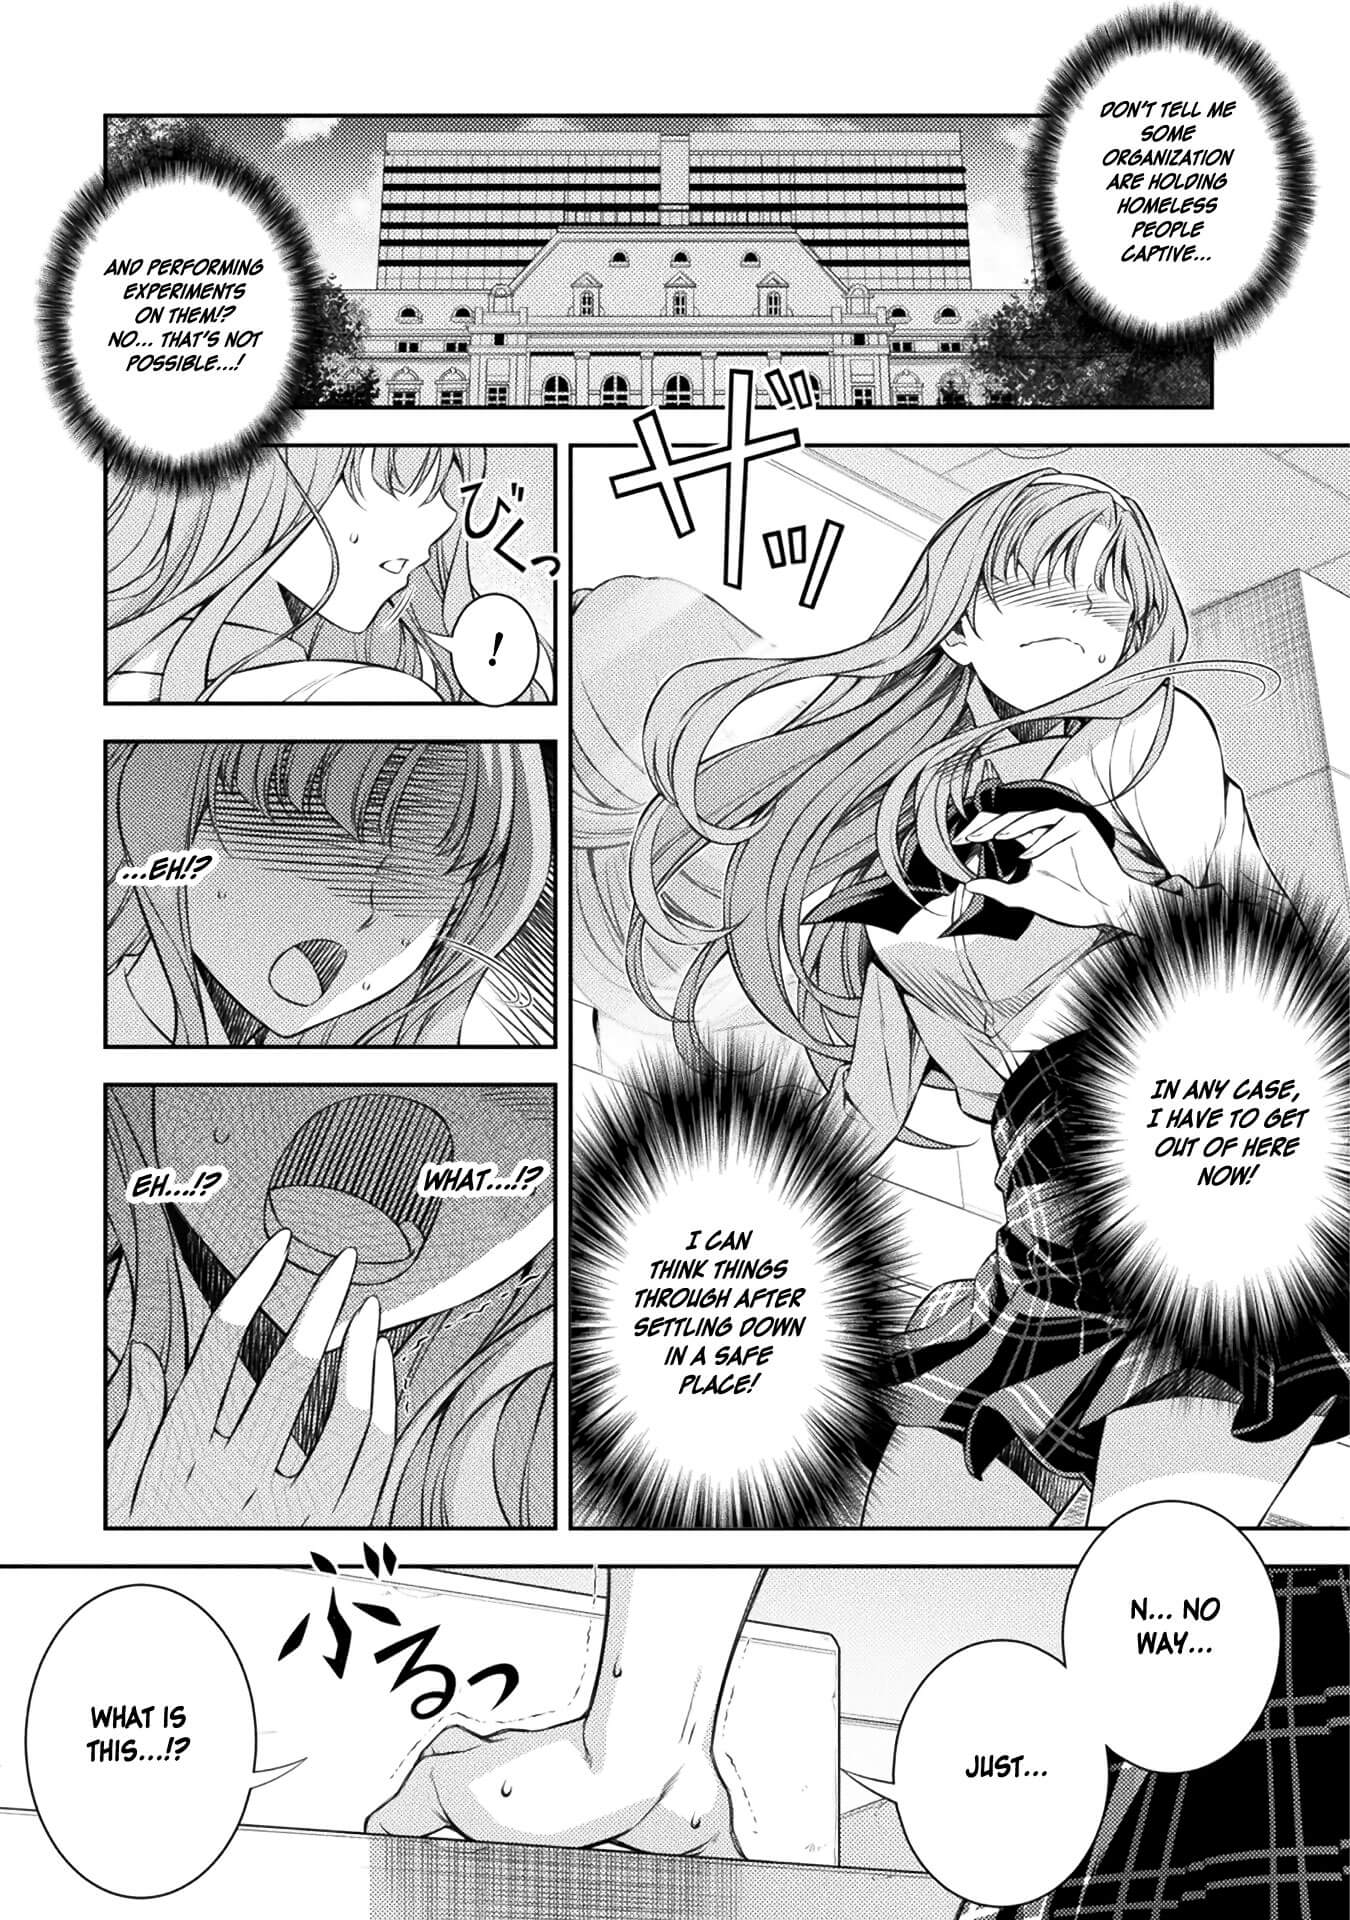 DON'T TELL ME
SOME
ORGANIZATION
ARE HOLDING
HOMELESS
PEOPLE
CAPTIVE...
AND PERFORMING
EXPERIMENTS
ON THEM!?
NO... THAT'S NOT
POSSIBLE...!
ザザッ
IN ANY CASE,
I HAVE TO GET
OUT OF HERE
NOW!
I CAN
THINK THINGS
THROUGH AFTER
SETTLING DOWN
IN A SAFE
PLACE!
びくっ
!
...EH!?
WHAT...!?
EH...!?
N... NO
WAY...
JUST...
ぶるっ
WHAT IS
THIS...!?